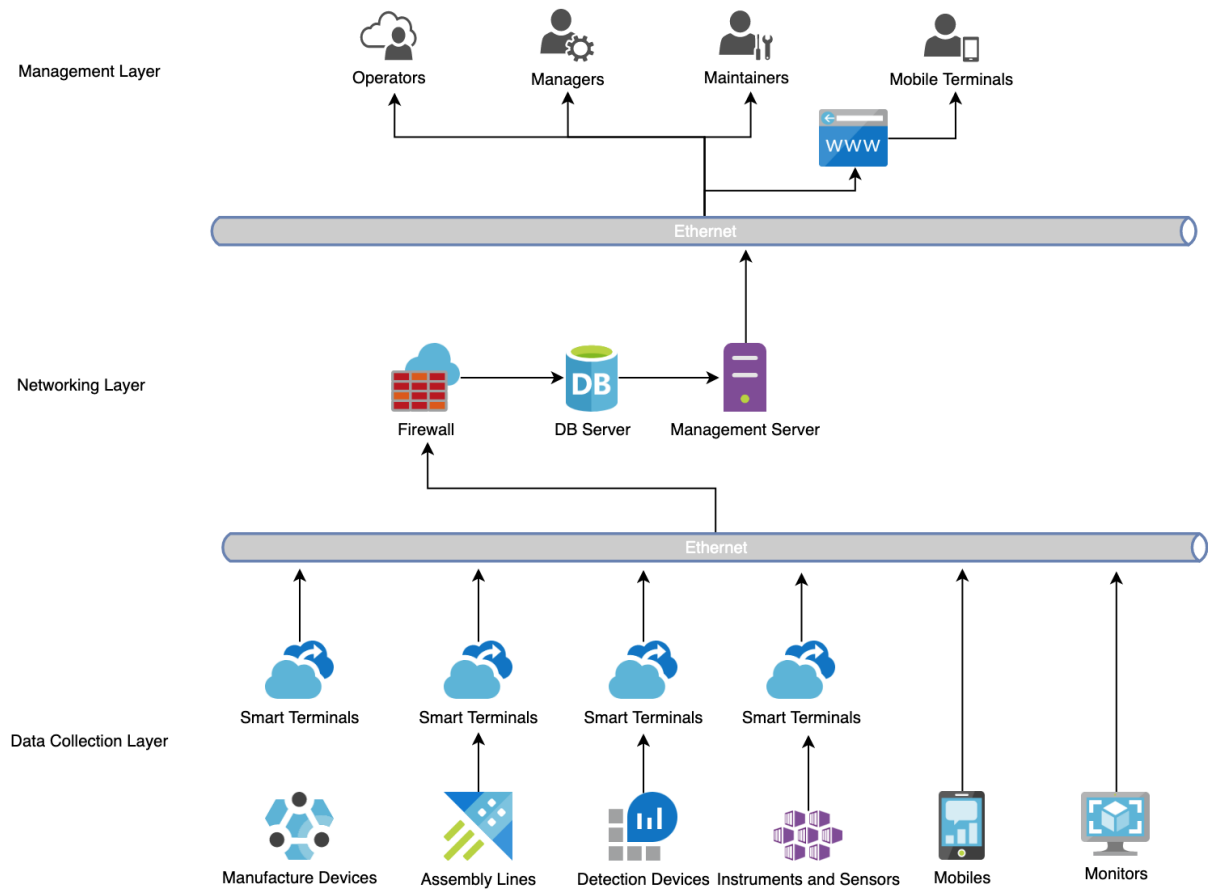 Management Layer
Operators
Managers
Maintainers
Mobile Terminals
WWW
Ethernet
Networking Layer
DB
Firewall
DB Server
Management Server
Ethernet
Smart Terminals
Smart Terminals
Smart Terminals
Smart Terminals
Data Collection Layer
Manufacture Devices
Assembly Lines
Detection Devices
Instruments and Sensors
Mobiles
Monitors